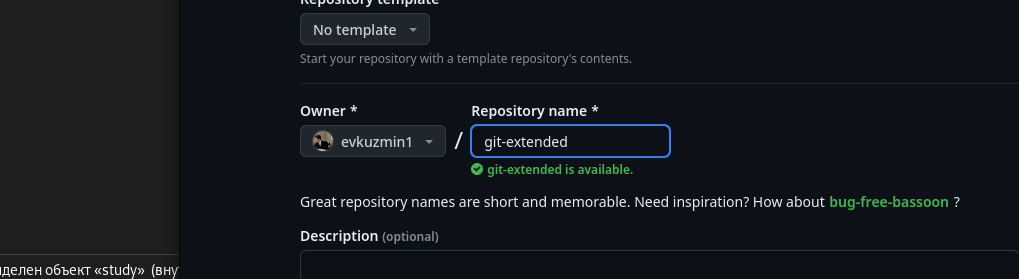 Repository template
No template
Start your repository with a template repository's contents.
Owner *
Repository name *
evkuzmin1
/
git-extended
git-extended is available.
Great repository names are short and memorable. Need inspiration? How about bug-free-bassoon ?
Description (optional)
объект «study»